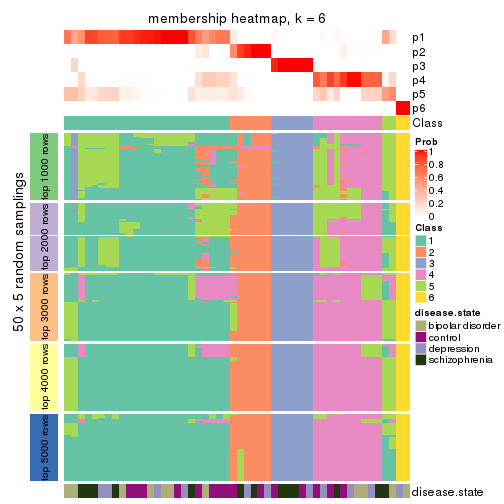 membership heatmap, k = 6
p1
p2
p3
p4
p5
p6
Class
50 x 5 random samplings
top 1000 rows
top 2000 rows
top 3000 rows
top 4000 rows
top 5000 rows
Prob
1
0.8
0.6
0.4
0.2
0
Class
1
2
3
4
5
6
disease.state
bipolar disorder
control
depression
schizophrenia
disease.state